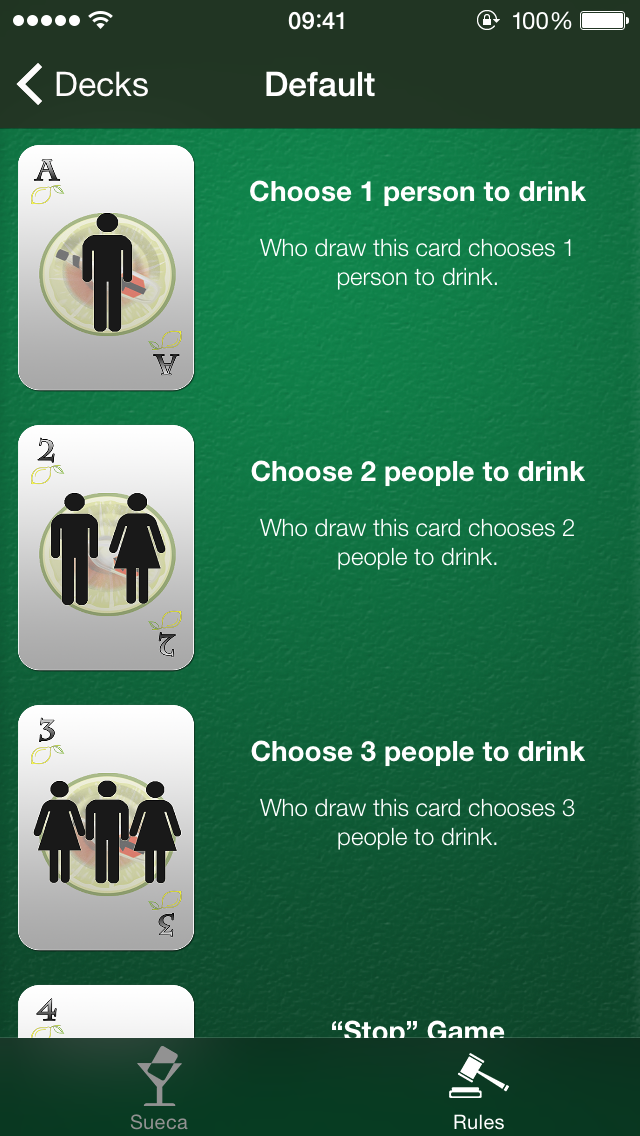 09:41
100%
Decks
Default
A
Choose 1 person to drink
Who draw this card chooses 1
person to drink.
A
2
Choose 2 people to drink
Who draw this card chooses 2
people to drink.
2
3
Choose 3 people to drink
Who draw this card chooses 3
people to drink.
3
4
“Stop” Game
Sueca
Rules